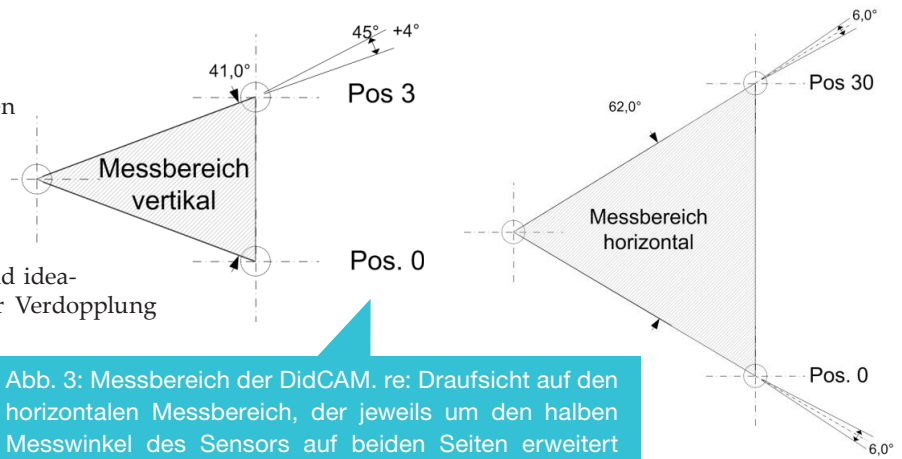 en
nd idea-
r Verdopplung
41,0°
45° +4°
Pos 3
Messbereich
vertikal
Pos. 0
6,0°
Pos 30
62,0°
Messbereich
horizontal
Pos. 0
6,0°
Abb. 3: Messbereich der DidCAM. re: Draufsicht auf den
horizontalen Messbereich, der jeweils um den halben
Messwinkel des Sensors auf beiden Seiten erweitert